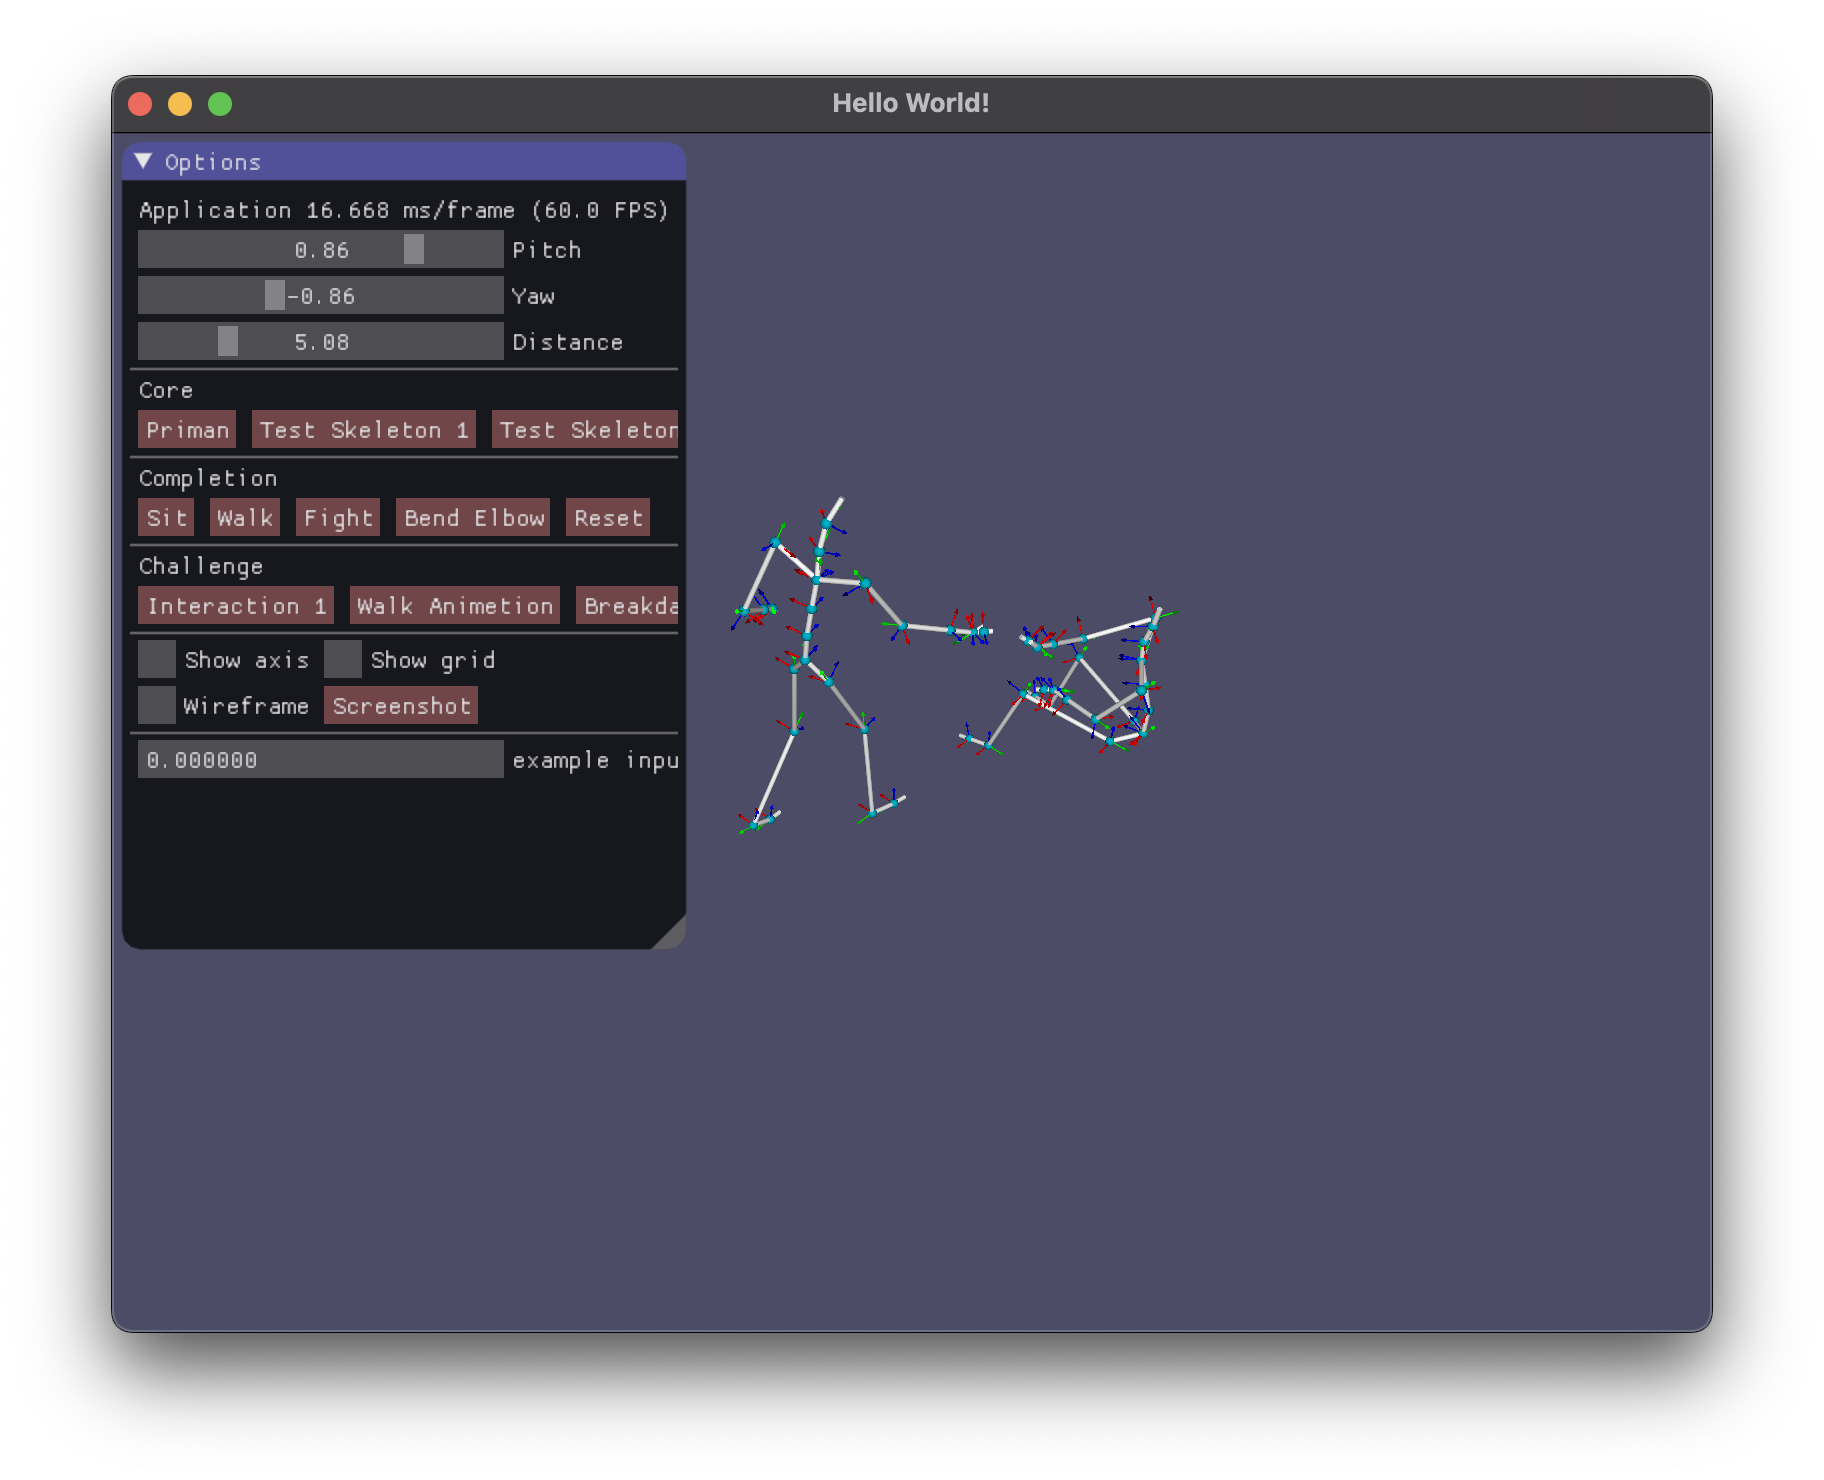 Hello World!
Options
Application 16.668 ms/frame (60.0 FPS)
0.86 Pitch
-0.86 Yaw
5.08 Distance
Core
Priman Test Skeleton 1 Test Skeleton
Completion
Sit Walk Fight Bend Elbow Reset
Challenge
Interaction 1 Walk Animetion Breakda
Show axis Show grid
Wireframe Screenshot
0.000000 example inpu